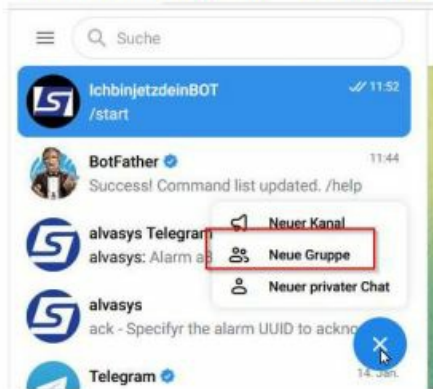 Suche
IchbinjetztdeinBOT
11:52
/start
BotFather
11:44
Success! Command list updated. /help
Neuer Kanal
alvasys Telegram
alvasys: Alarm a
Neue Gruppe
Neuer privater Chat
alvasys
ack - Specifyr the alarm UUID to ackno
Telegram
14. Jan.